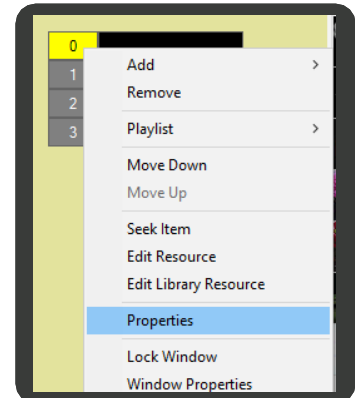 0
1
2
3
Add
Remove
Playlist
Move Down
Move Up
Seek Item
Edit Resource
Edit Library Resource
Properties
Lock Window
Window Properties